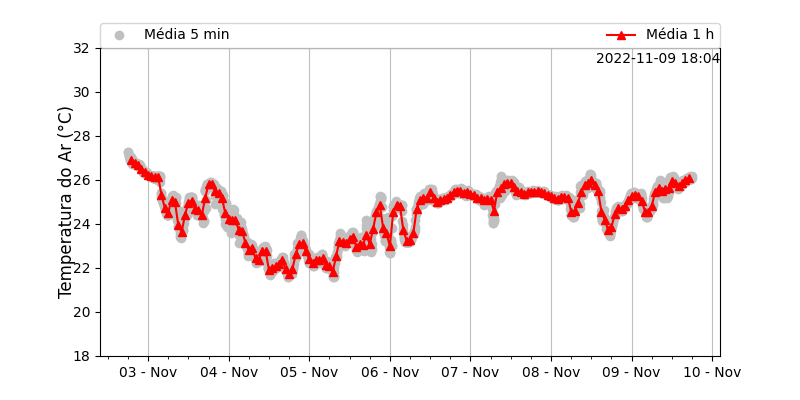 Média 5 min
Média 1 h
2022-11-09 18:04
Temperatura do Ar (°C)
32
30
28
26
24
22
20
18
03 - Nov
04 - Nov
05 - Nov
06 - Nov
07 - Nov
08 - Nov
09 - Nov
10 - Nov